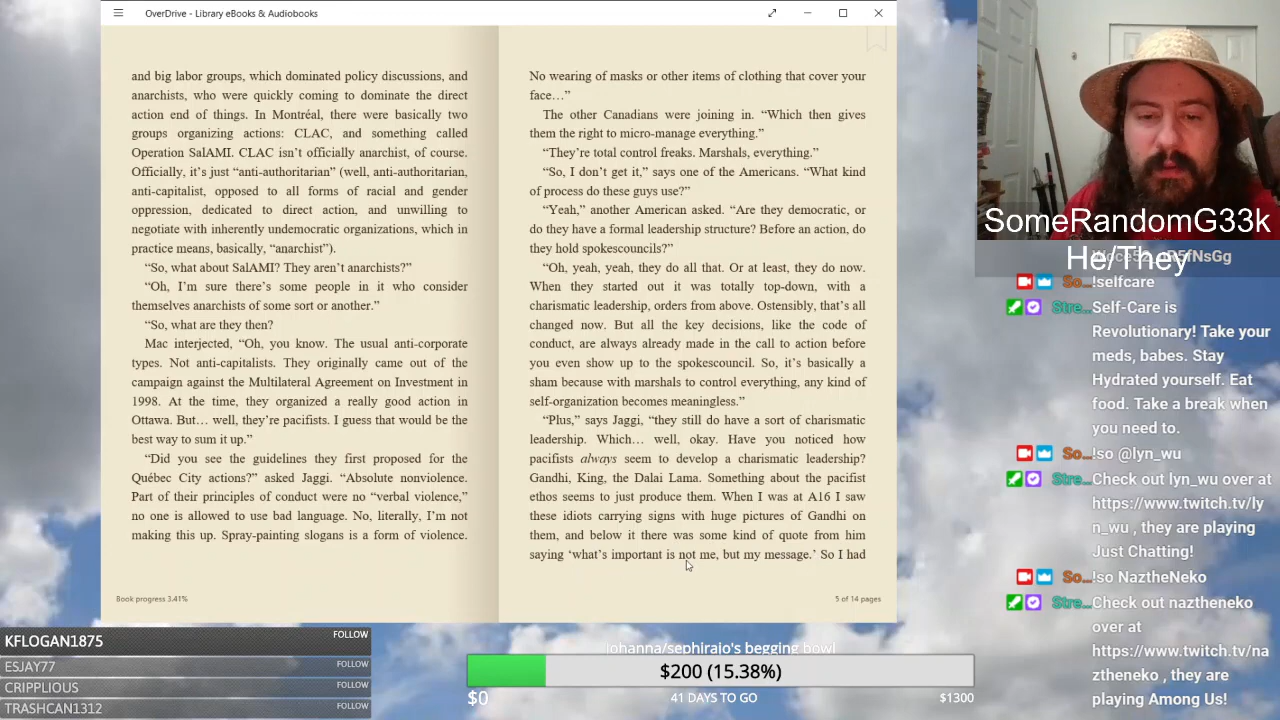 OverDrive - Library eBooks & Audiobooks
and big labor groups, which dominated policy discussions, and
anarchists, who were quickly coming to dominate the direct
action end of things. In Montréal, there were basically two
groups organizing actions: CLAC, and something called
Operation SalAMI. CLAC isn’t officially anarchist, of course.
Officially, it’s just “anti-authoritarian” (well, anti-authoritarian,
anti-capitalist, opposed to all forms of racial and gender
oppression, dedicated to direct action, and unwilling to
negotiate with inherently undemocratic organizations, which in
practice means, basically, “anarchist”).
“So, what about SalAMI? They aren’t anarchists?”
“Oh, I’m sure there’s some people in it who consider
themselves anarchists of some sort or another.”
“So, what are they then?
Mac interjected, “Oh, you know. The usual anti-corporate
types. Not anti-capitalists. They originally came out of the
campaign against the Multilateral Agreement on Investment in
1998. At the time, they organized a really good action in
Ottawa. But… well, they’re pacifists. I guess that would be the
best way to sum it up.”
“Did you see the guidelines they first proposed for the
Québec City actions?” asked Jaggi. “Absolute nonviolence.
Part of their principles of conduct were no “verbal violence,”
no one is allowed to use bad language. No, literally, I’m not
making this up. Spray-painting slogans is a form of violence.
Book progress 3.41%
No wearing of masks or other items of clothing that cover your
face…”
The other Canadians were joining in. “Which then gives
them the right to micro-manage everything.”
“They’re total control freaks. Marshals, everything.”
“So, I don’t get it,” says one of the Americans. “What kind
of process do these guys use?”
“Yeah,” another American asked. “Are they democratic, or
do they have a formal leadership structure? Before an action, do
they hold spokescouncils?”
“Oh, yeah, yeah, they do all that. Or at least, they do now.
When they started out it was totally top-down, with a
charismatic leadership, orders from above. Ostensibly, that’s all
changed now. But all the key decisions, like the code of
conduct, are always already made in the call to action before
you even show up to the spokescouncil. So, it’s basically a
sham because with marshals to control everything, any kind of
self-organization becomes meaningless.”
“Plus,” says Jaggi, “they still do have a sort of charismatic
leadership. Which… well, okay. Have you noticed how
pacifists always seem to develop a charismatic leadership?
Gandhi, King, the Dalai Lama. Something about the pacifist
ethos seems to just produce them. When I was at A16 I saw
these idiots carrying signs with huge pictures of Gandhi on
them, and below it there was some kind of quote from him
saying ‘what’s important is not me, but my message.’ So I had
5 of 14 pages
SomeRandomG33k
He/They
So... !selfcare
Stre... Self-Care is
Revolutionary! Take your
meds, babes. Stay
Hydrated yourself. Eat
food. Take a break when
you need to.
So... !so @lyn_wu
Stre... Check out lyn_wu over at
https://www.twitch.tv/ly
n_wu , they are playing
Just Chatting!
So... !so NaztheNeko
Stre... Check out naztheneko
over at
https://www.twitch.tv/na
ztheneko , they are
playing Among Us!
KFLOGAN1875 FOLLOW
ESJAY77 FOLLOW
CRIPPLIOUS FOLLOW
TRASHCAN1312 FOLLOW
johanna/sephiraio's begging bowl
$200 (15.38%)
$0 41 DAYS TO GO $1300